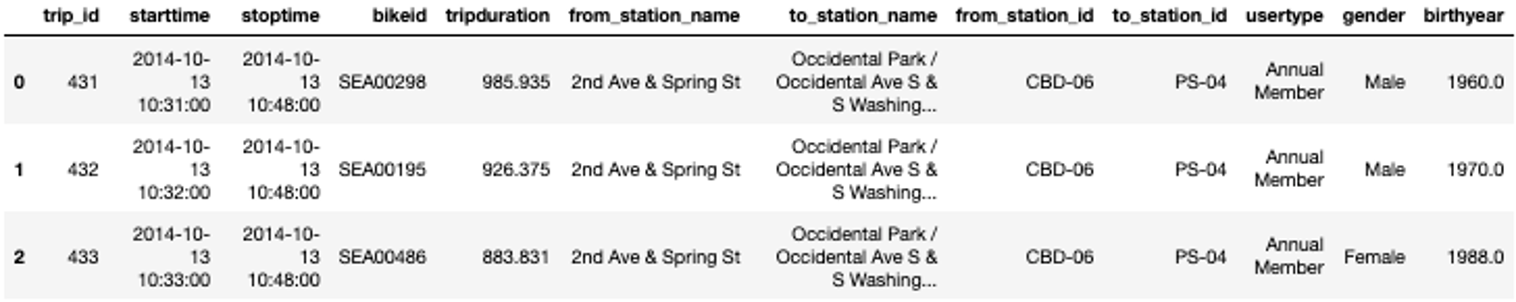 trip_id starttime stoptime bikeid tripduration from_station_name to_station_name from_station_id to_station_id usertype gender birthyear
0 431 2014-10-13 10:31:00 2014-10-13 10:48:00 SEA00298 985.935 2nd Ave & Spring St Occidental Park / Occidental Ave S & S Washing... CBD-06 PS-04 Annual Member Male 1960.0
1 432 2014-10-13 10:32:00 2014-10-13 10:48:00 SEA00195 926.375 2nd Ave & Spring St Occidental Park / Occidental Ave S & S Washing... CBD-06 PS-04 Annual Member Male 1970.0
2 433 2014-10-13 10:33:00 2014-10-13 10:48:00 SEA00486 883.831 2nd Ave & Spring St Occidental Park / Occidental Ave S & S Washing... CBD-06 PS-04 Annual Member Female 1988.0